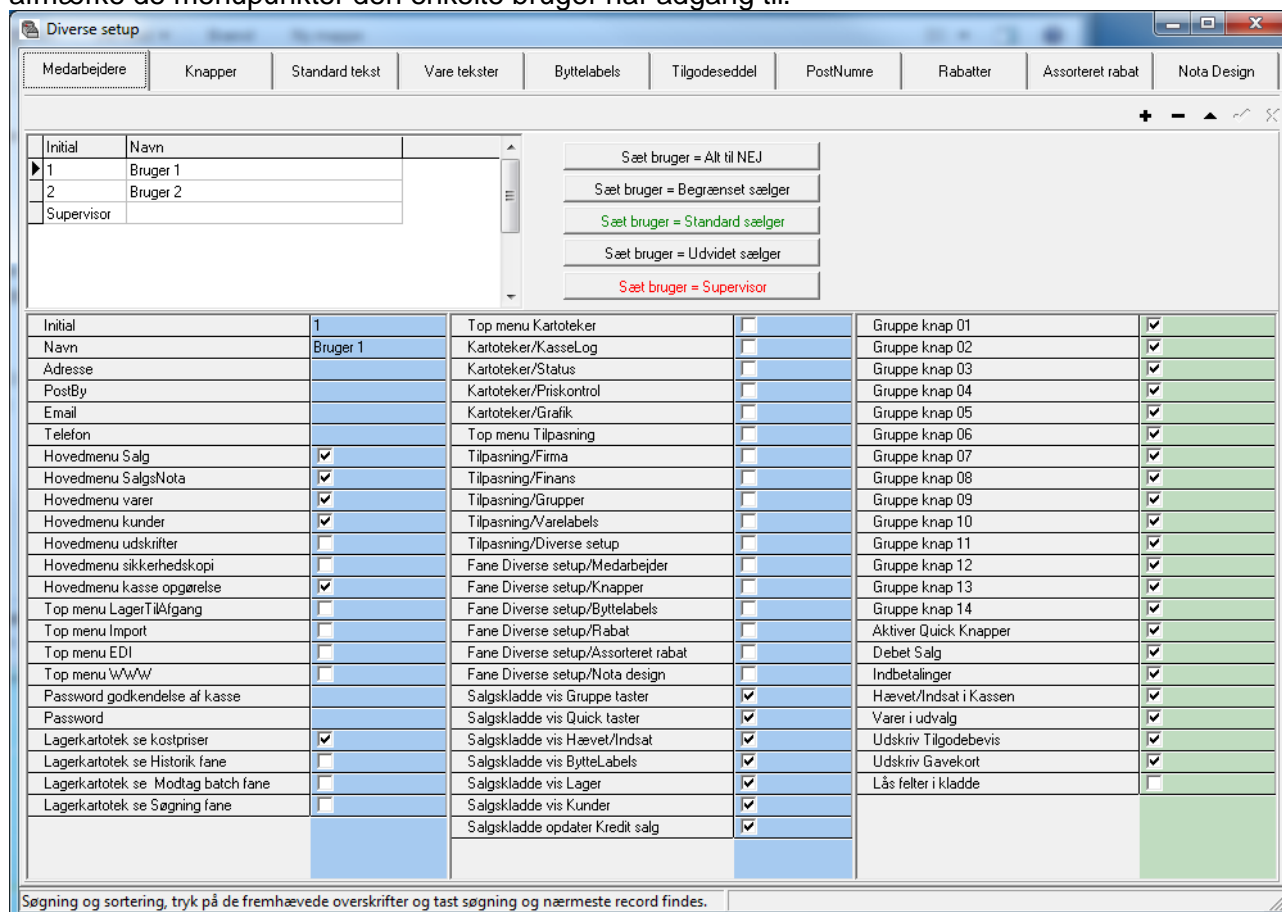 afmærke de menupunkter den enkelte bruger har adgang til.
Diverse setup
Medarbejdere
Knapper
Standard tekst
Vare tekster
Byttelabels
Tilgodeseddel
PostNumre
Rabatter
Assorteret rabat
Nota Design
Initial Navn
1 Bruger 1
2 Bruger 2
Supervisor
Sæt bruger = Alt til NEJ
Sæt bruger = Begrænset sælger
Sæt bruger = Standard sælger
Sæt bruger = Udvidet sælger
Sæt bruger = Supervisor
Initial 1
Navn Bruger 1
Adresse
PostBy
Email
Telefon
Hovedmenu Salg
Hovedmenu SalgsNota
Hovedmenu varer
Hovedmenu kunder
Hovedmenu udskrifter
Hovedmenu sikkerhedskopi
Hovedmenu kasse opgørelse
Top menu LagerTilAfgang
Top menu Import
Top menu EDI
Top menu WWW
Password godkendelse af kasse
Password
Lagerkartotek se kostpriser
Lagerkartotek se Historik fane
Lagerkartotek se Modtag batch fane
Lagerkartotek se Søgning fane
Top menu Kartoteker
Kartoteker/KasseLog
Kartoteker/Status
Kartoteker/Priskontrol
Kartoteker/Grafik
Top menu Tilpasning
Tilpasning/Firma
Tilpasning/Finans
Tilpasning/Grupper
Tilpasning/Varelabels
Tilpasning/Diverse setup
Fane Diverse setup/Medarbejder
Fane Diverse setup/Knapper
Fane Diverse setup/Byttelabels
Fane Diverse setup/Rabat
Fane Diverse setup/Assorteret rabat
Fane Diverse setup/Nota design
Salgskladde vis Gruppe taster
Salgskladde vis Quick taster
Salgskladde vis Hævet/Indsat
Salgskladde vis BytteLabels
Salgskladde vis Lager
Salgskladde vis Kunder
Salgskladde opdater Kredit salg
Gruppe knap 01
Gruppe knap 02
Gruppe knap 03
Gruppe knap 04
Gruppe knap 05
Gruppe knap 06
Gruppe knap 07
Gruppe knap 08
Gruppe knap 09
Gruppe knap 10
Gruppe knap 11
Gruppe knap 12
Gruppe knap 13
Gruppe knap 14
Aktiver Quick Knapper
Debet Salg
Indbetalinger
Hævet/Indsat i Kassen
Varer i udvalg
Udskriv Tilgodebevis
Udskriv Gavekort
Lås felter i kladde
Søgning og sortering, tryk på de fremhævede overskrifter og tast søgning og nærmeste record findes.